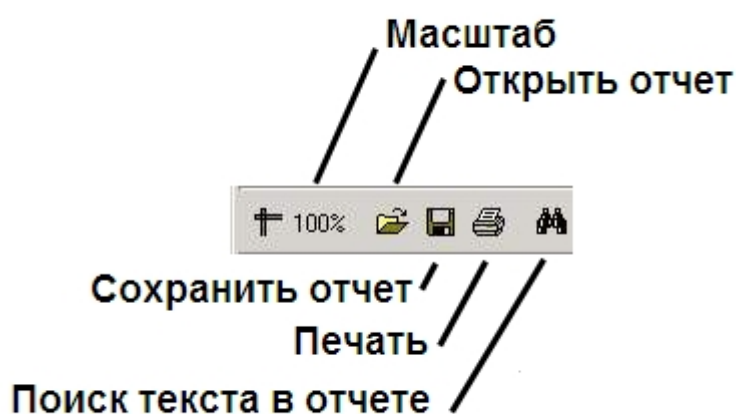 Масштаб
Открыть отчет
100%
Сохранить отчет
Печать
Поиск текста в отчете